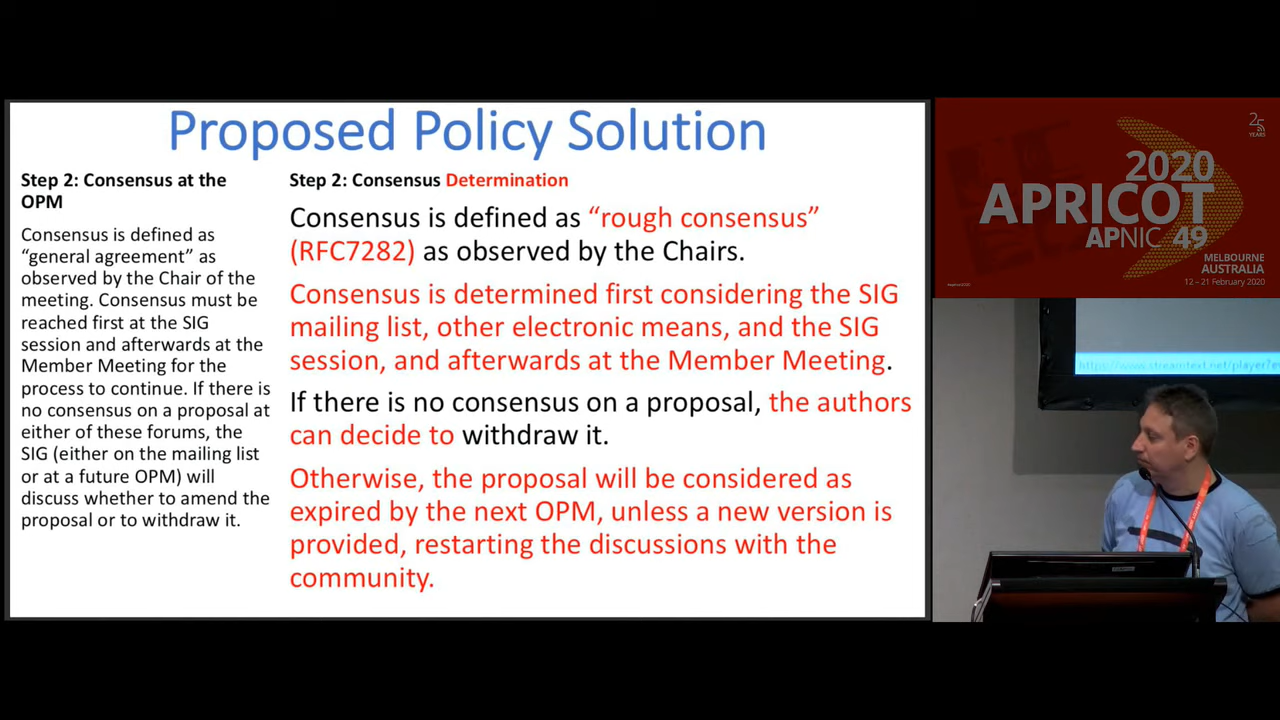 Proposed Policy Solution
Step 2: Consensus at the
OPM
Consensus is defined as
“general agreement” as
observed by the Chair of the
meeting. Consensus must be
reached first at the SIG
session and afterwards at the
Member Meeting for the
process to continue. If there is
no consensus on a proposal at
either of these forums, the
SIG (either on the mailing list
or at a future OPM) will
discuss whether to amend the
proposal or to withdraw it.
Step 2: Consensus Determination
Consensus is defined as “rough consensus”
(RFC7282) as observed by the Chairs.
Consensus is determined first considering the SIG
mailing list, other electronic means, and the SIG
session, and afterwards at the Member Meeting.
If there is no consensus on a proposal, the authors
can decide to withdraw it.
Otherwise, the proposal will be considered as
expired by the next OPM, unless a new version is
provided, restarting the discussions with the
community.
25
YEARS
2020
APRICOT
APNIC 49
MELBOURNE
AUSTRALIA
12 – 21 February 2020
#apricot2020
https://www.streamtext.net/player?e